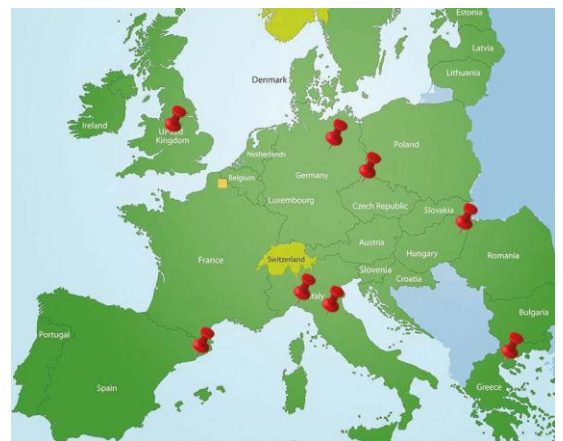 Estonia
Latvia
Lithuania
Denmark
Ireland
United
Kingdom
Netherlands
Poland
Belgium
Germany
Luxembourg
Czech Republic
Slovakia
Austria
France
Switzerland
Hungary
Romania
Slovenia
Croatia
Italy
Bulgaria
Portugal
Spain
Greece